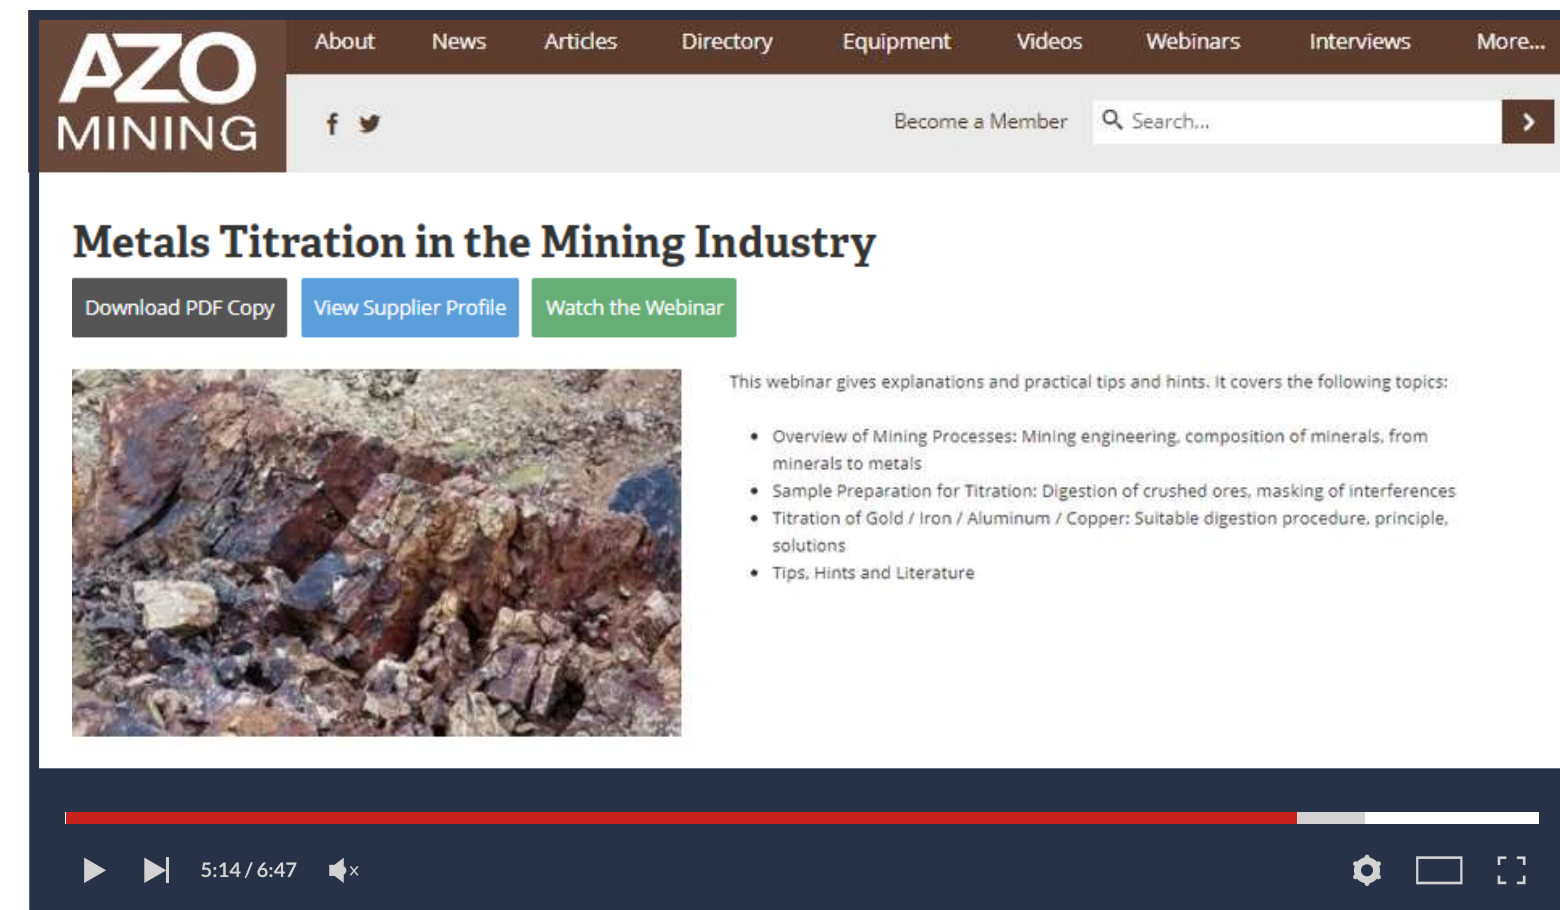 AZO
MINING
About News Articles Directory Equipment Videos Webinars Interviews More...
Become a Member Search...
Metals Titration in the Mining Industry
Download PDF Copy View Supplier Profile Watch the Webinar
This webinar gives explanations and practical tips and hints. It covers the following topics:
• Overview of Mining Processes: Mining engineering, composition of minerals, from
minerals to metals
• Sample Preparation for Titration: Digestion of crushed ores, masking of interferences
• Titration of Gold / Iron / Aluminum / Copper: Suitable digestion procedure, principle,
solutions
• Tips, Hints and Literature
5:14 / 6:47